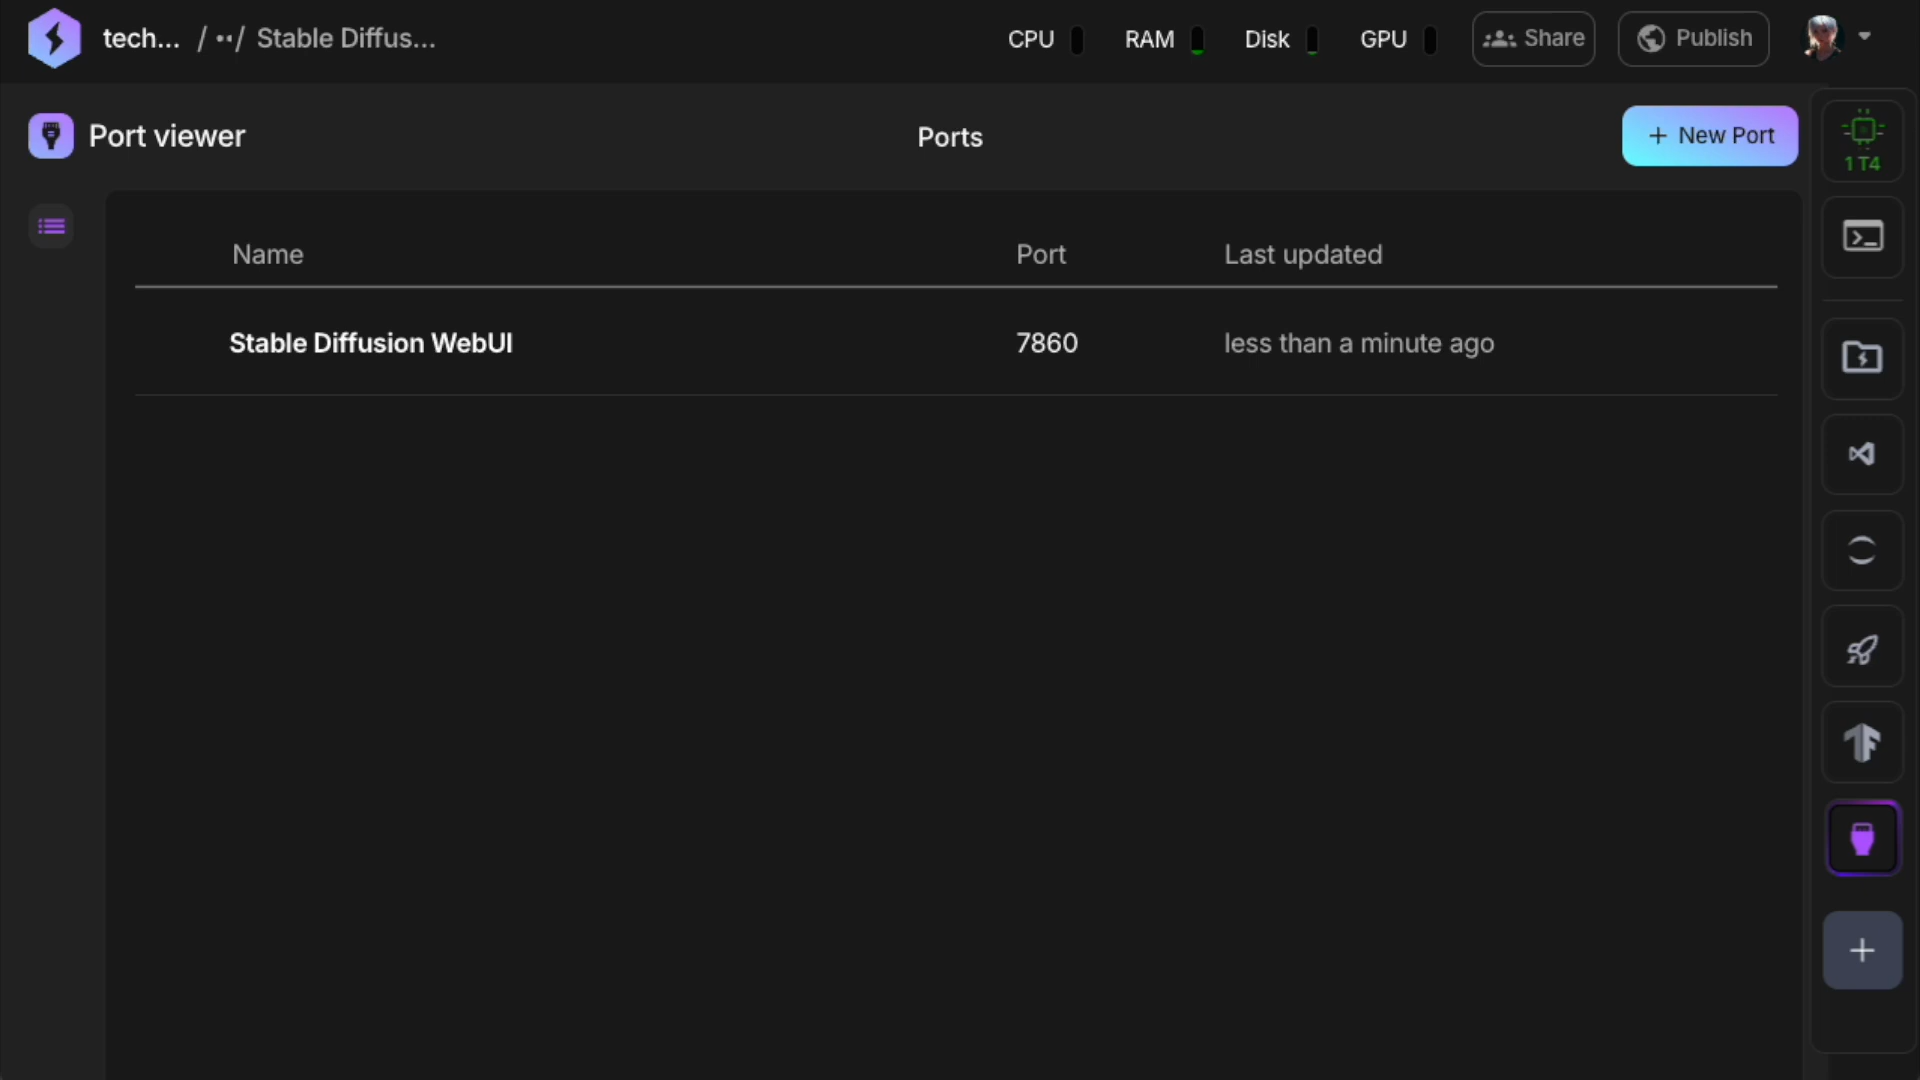 tech... / ··/ Stable Diffus...
CPU RAM Disk GPU Share Publish
Port viewer
Ports
+ New Port
1 T4
Name Port Last updated
Stable Diffusion WebUI 7860 less than a minute ago